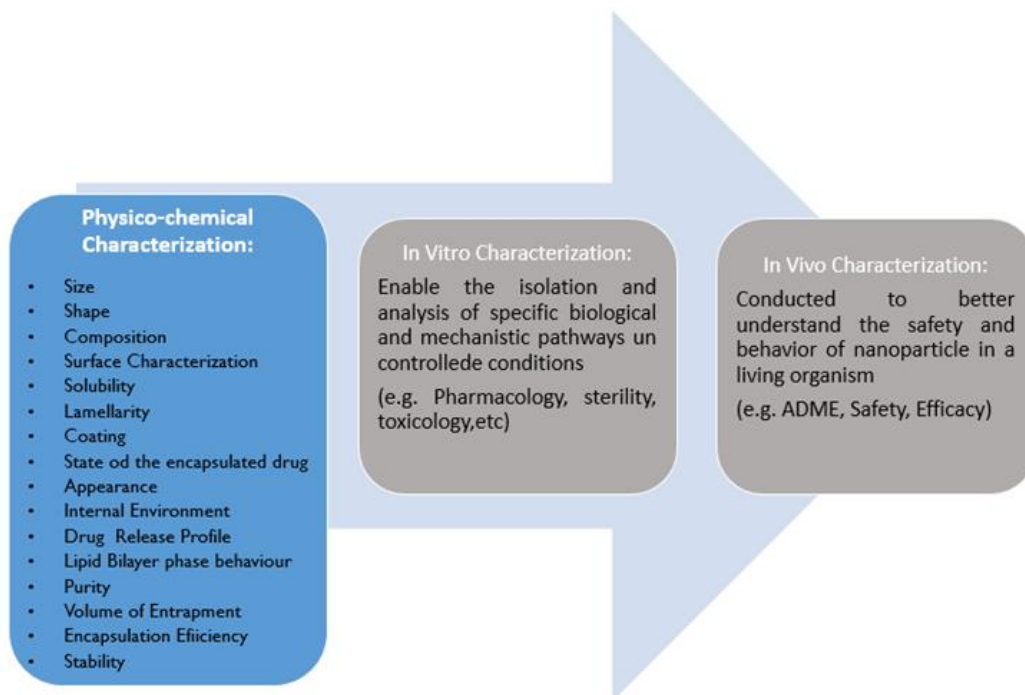 Physico-chemical
Characterization:
• Size
• Shape
• Composition
• Surface Characterization
• Solubility
• Lamellarity
• Coating
• State od the encapsulated drug
• Appearance
• Internal Environment
• Drug Release Profile
• Lipid Bilayer phase behaviour
• Purity
• Volume of Entrapment
• Encapsulation Efiiciency
• Stability
In Vitro Characterization:
Enable the isolation and
analysis of specific biological
and mechanistic pathways un
controllede conditions
(e.g. Pharmacology, sterility,
toxicology,etc)
In Vivo Characterization:
Conducted to better
understand the safety and
behavior of nanoparticle in a
living organism
(e.g. ADME, Safety, Efficacy)